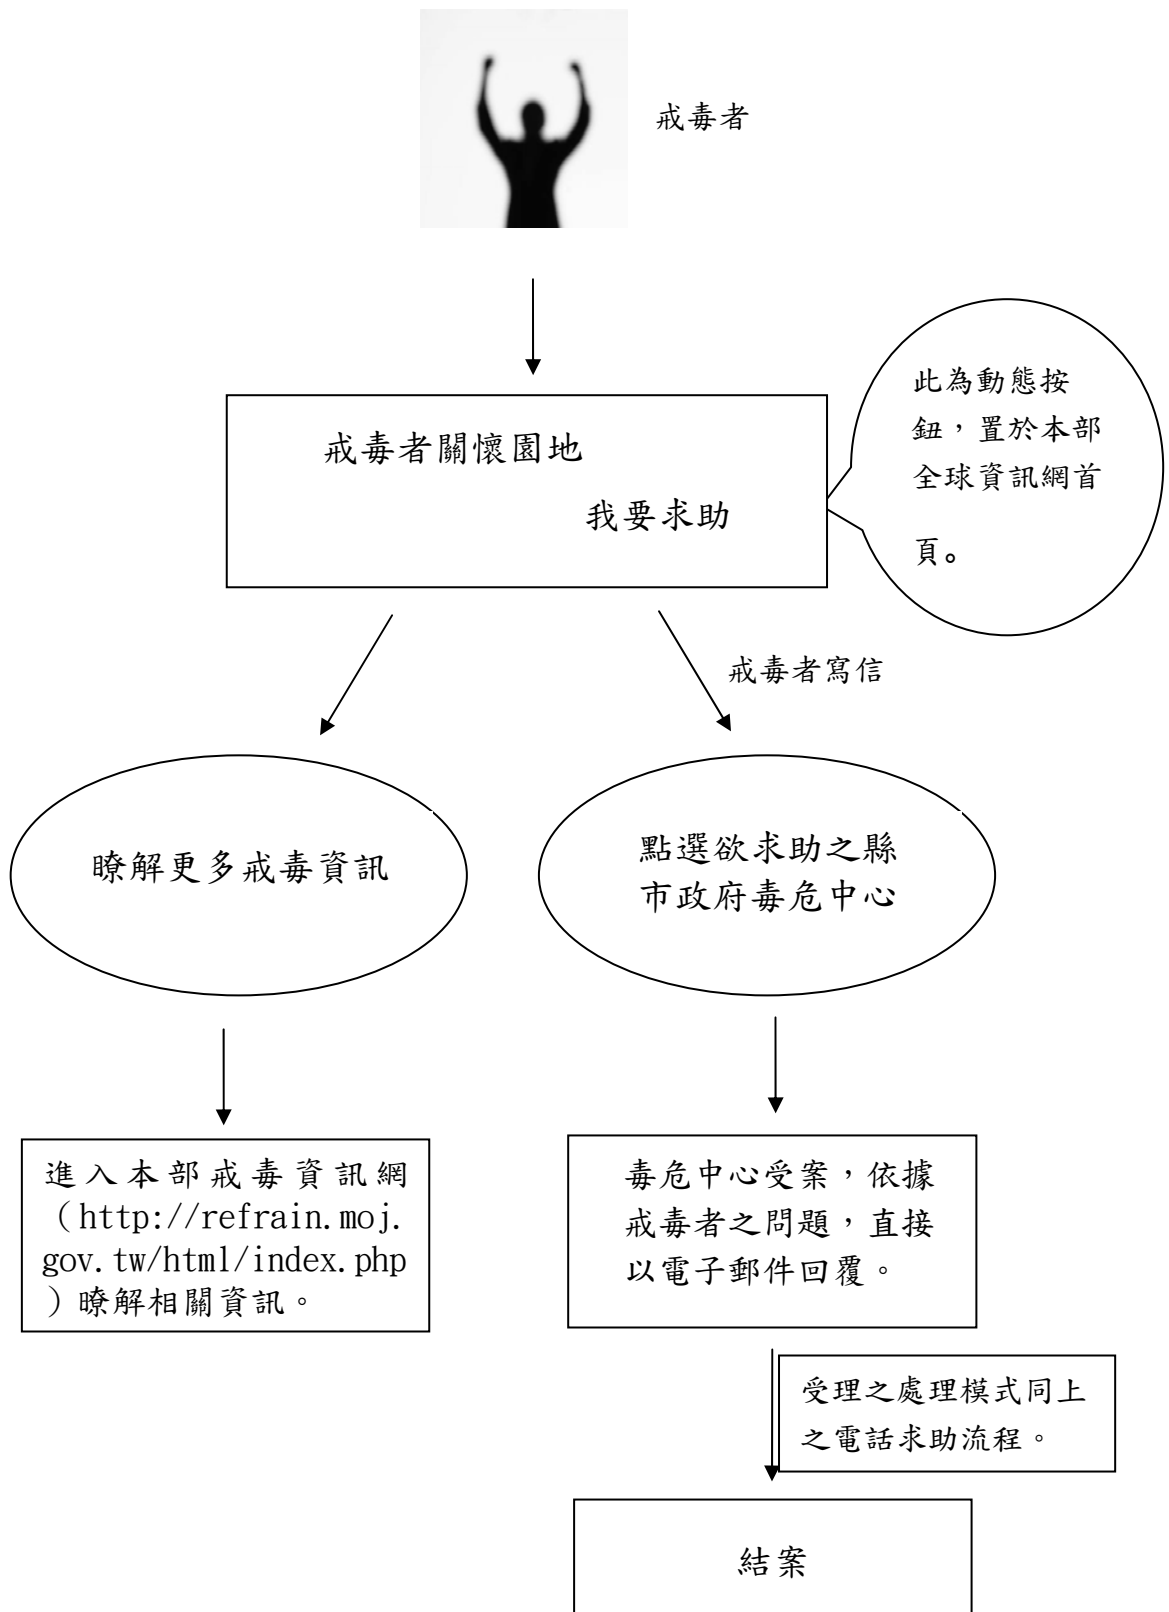 戒毒者
戒毒者關懷園地
我要求助
此為動態按
鈕，置於本部
全球資訊網首
頁。
戒毒者寫信
瞭解更多戒毒資訊
點選欲求助之縣
市政府毒危中心
進入本部戒毒資訊網
（http://refrain.moj.
gov.tw/html/index.php
）瞭解相關資訊。
毒危中心受案，依據
戒毒者之問題，直接
以電子郵件回覆。
受理之處理模式同上
之電話求助流程。
結案